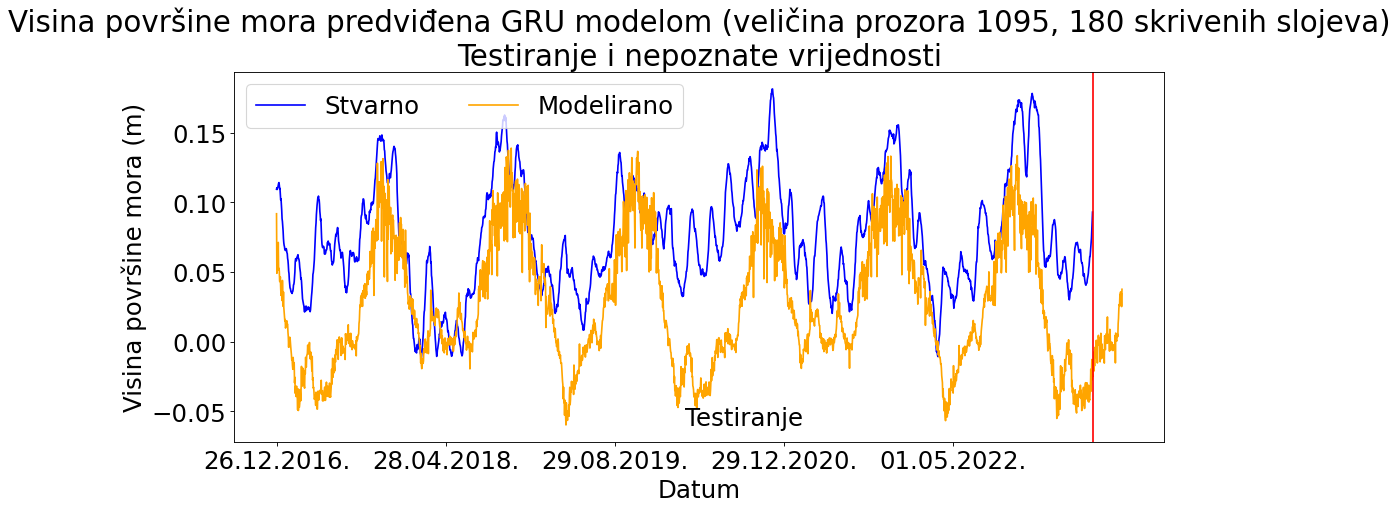 Visina površine mora predviđena GRU modelom (veličina prozora 1095, 180 skrivenih slojeva)
Testiranje i nepoznate vrijednosti
Stvarno
Modelirano
Visina površine mora (m)
0.15
0.10
0.05
0.00
−0.05
Testiranje
26.12.2016.
28.04.2018.
29.08.2019.
29.12.2020.
01.05.2022.
Datum